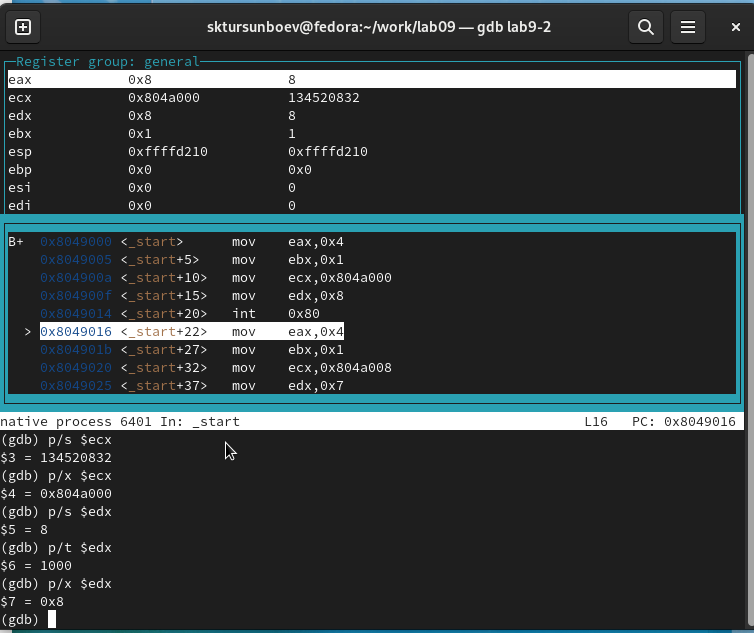 sktursunboev@fedora:~/work/lab09 — gdb lab9-2
Register group: general
eax 0x8 8
ecx 0x804a000 134520832
edx 0x8 8
ebx 0x1 1
esp 0xffffd210 0xffffd210
ebp 0x0 0x0
esi 0x0 0
edi 0x0 0
B+ 0x8049000 <_start> mov eax,0x4
0x8049005 <_start+5> mov ebx,0x1
0x804900a <_start+10> mov ecx,0x804a000
0x804900f <_start+15> mov edx,0x8
0x8049014 <_start+20> int 0x80
> 0x8049016 <_start+22> mov eax,0x4
0x804901b <_start+27> mov ebx,0x1
0x8049020 <_start+32> mov ecx,0x804a008
0x8049025 <_start+37> mov edx,0x7
native process 6401 In: _start L16 PC: 0x8049016
(gdb) p/s $ecx
$3 = 134520832
(gdb) p/x $ecx
$4 = 0x804a000
(gdb) p/s $edx
$5 = 8
(gdb) p/t $edx
$6 = 1000
(gdb) p/x $edx
$7 = 0x8
(gdb)